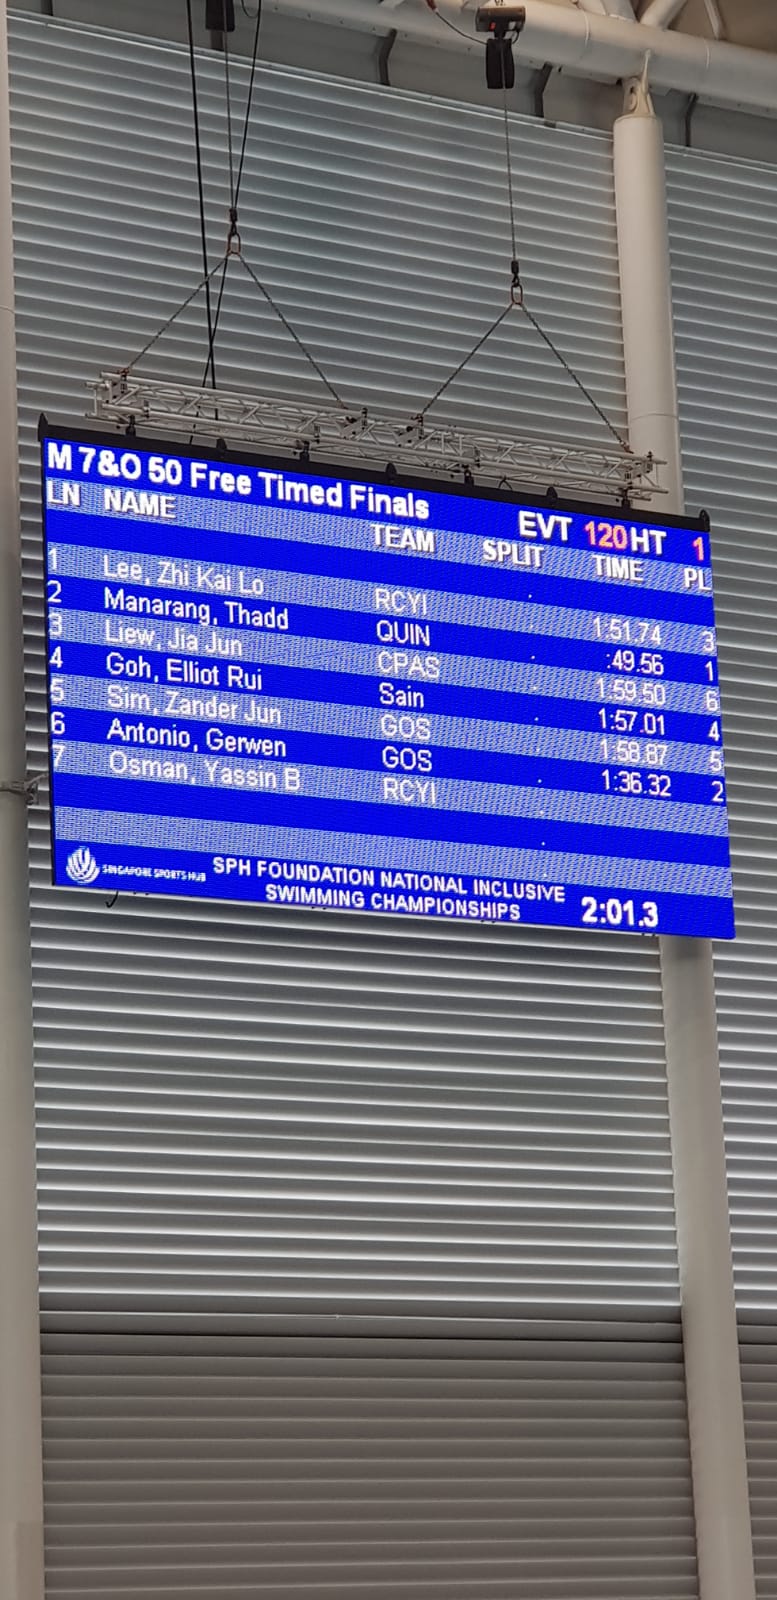 M 7&O 50 Free Timed Finals EVT 120 HT 1
LN NAME TEAM SPLIT TIME PL
1 Lee, Zhi Kai Lo RCYI . 1:51.74 3
2 Manarang, Thadd QUIN . :49.56 1
3 Liew, Jia Jun CPAS . 1:59.50 6
4 Goh, Elliot Rui Sain . 1:57.01 4
5 Sim, Zander Jun GOS . 1:58.87 5
6 Antonio, Gerwen GOS . 1:36.32 2
7 Osman, Yassin B RCYI .
SINGAPORE SPORTS HUB SPH FOUNDATION NATIONAL INCLUSIVE
SWIMMING CHAMPIONSHIPS 2:01.3